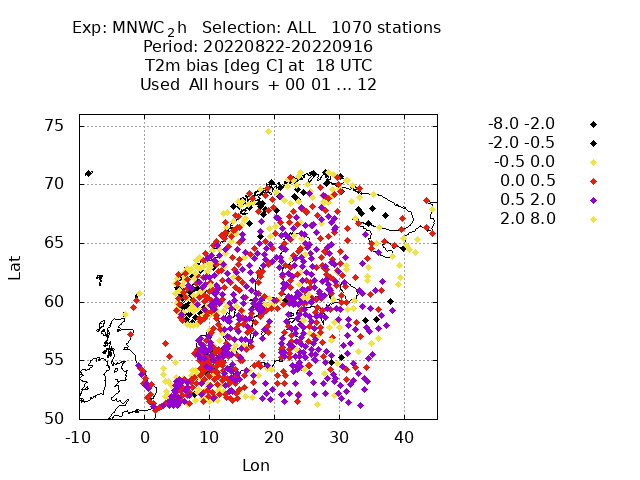 Exp: MNWC2h   Selection: ALL   1070 stations
Period: 20220822-20220916
T2m bias [deg C] at  18 UTC
Used  All hours  + 00 01 ... 12
-8.0 -2.0
-2.0 -0.5
-0.5 0.0
0.0 0.5
0.5 2.0
2.0 8.0
75
70
65
60
55
50
Lat
-10 0 10 20 30 40
Lon